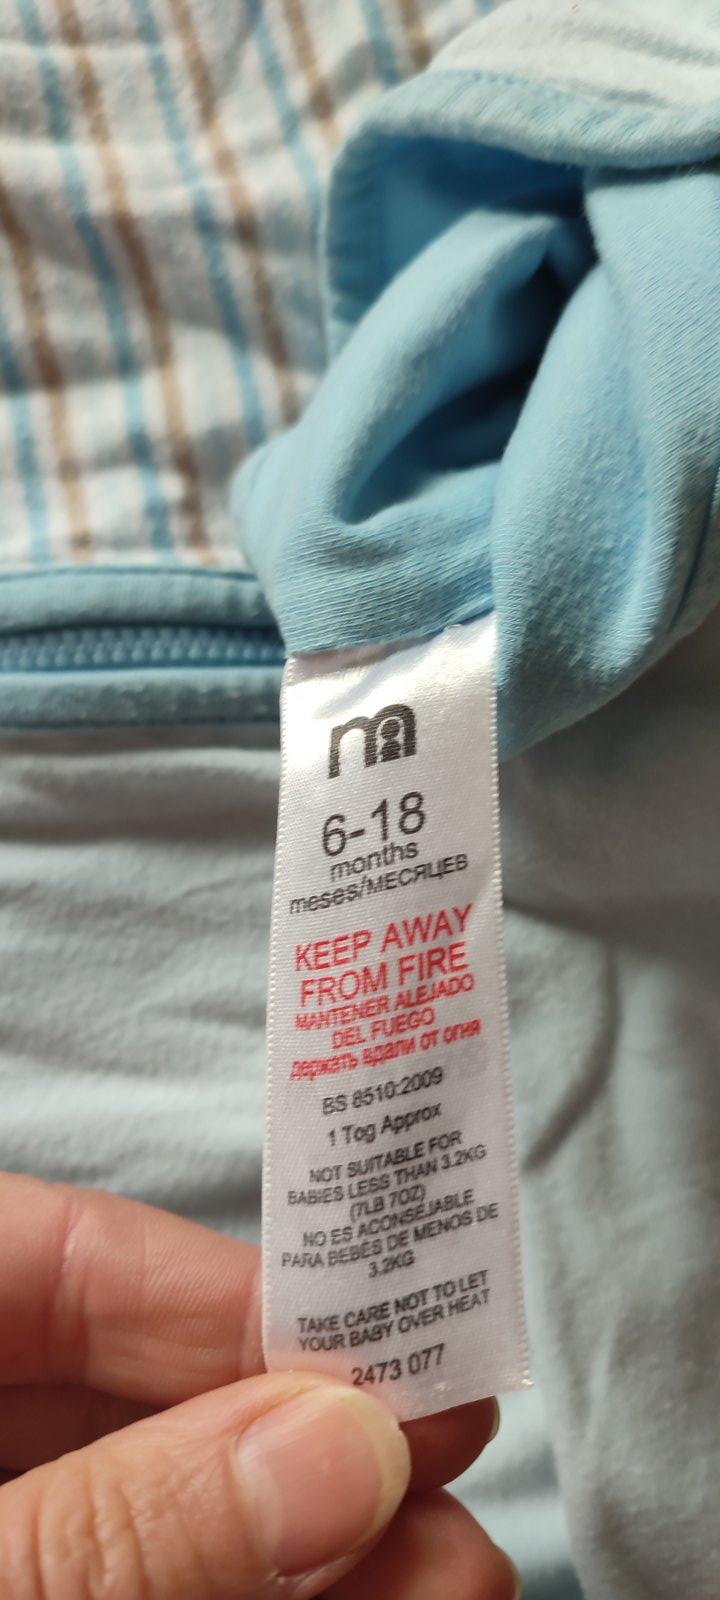 m
6-18
months
meses/МЕСЯЦЕВ
KEEP AWAY
FROM FIRE
MANTENER ALEJADO
DEL FUEGO
держать вдали от огня
BS 8510:2009
1 Tog Approx
NOT SUITABLE FOR
BABIES LESS THAN 3.2KG
(7LB 7OZ)
NO ES ACONSEJABLE
PARA BEBÉS DE MENOS DE
3.2KG
TAKE CARE NOT TO LET
YOUR BABY OVER HEAT
2473 077